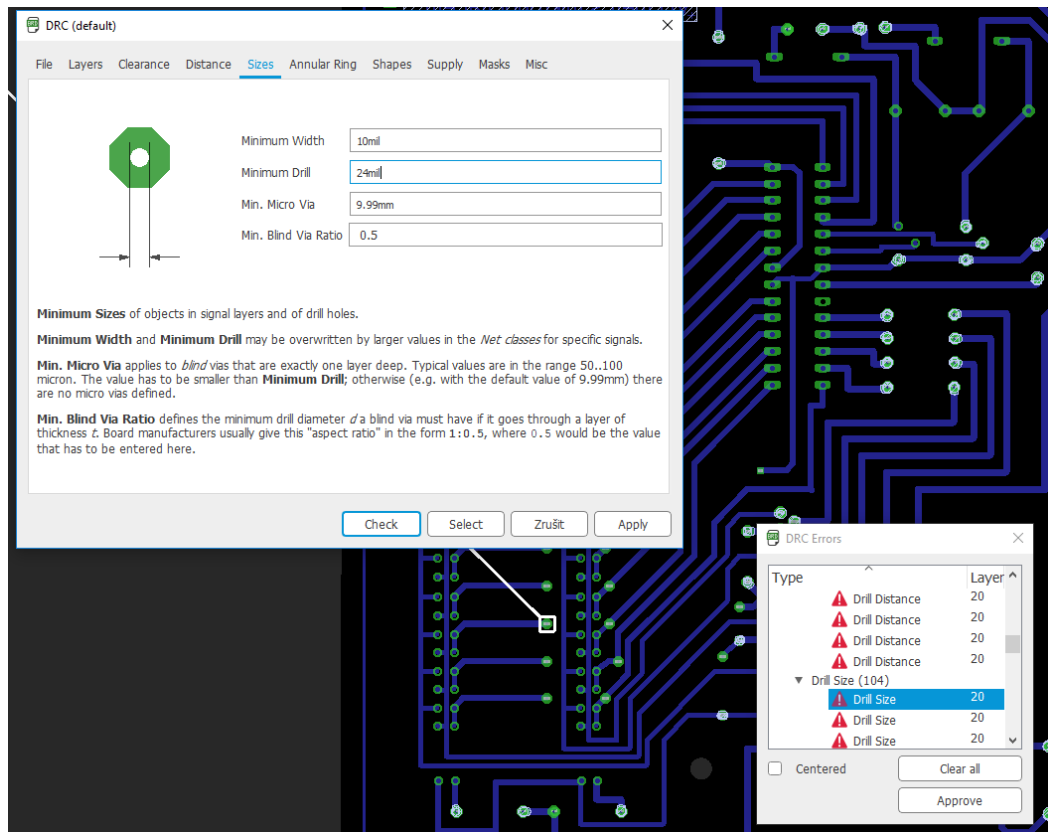 DRC (default)
File Layers Clearance Distance Sizes Annular Ring Shapes Supply Masks Misc
Minimum Width 10mil
Minimum Drill 24mil
Min. Micro Via 9.99mm
Min. Blind Via Ratio 0.5
Minimum Sizes of objects in signal layers and of drill holes.
Minimum Width and Minimum Drill may be overwritten by larger values in the Net classes for specific signals.
Min. Micro Via applies to blind vias that are exactly one layer deep. Typical values are in the range 50..100
micron. The value has to be smaller than Minimum Drill; otherwise (e.g. with the default value of 9.99mm) there
are no micro vias defined.
Min. Blind Via Ratio defines the minimum drill diameter d a blind via must have if it goes through a layer of
thickness t. Board manufacturers usually give this "aspect ratio" in the form 1:0.5, where 0.5 would be the value
that has to be entered here.
Check Select Zrušit Apply
DRC Errors
Type Layer
Drill Distance 20
Drill Distance 20
Drill Distance 20
Drill Distance 20
Drill Size (104)
Drill Size 20
Drill Size 20
Drill Size 20
Centered Clear all
Approve